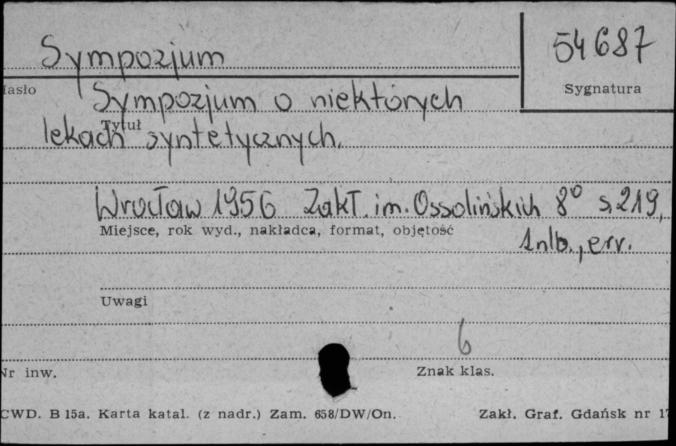 Sympozjum
54687
Hasło
Sygnatura
Sympozjum o niektórych
Tytuł
lekach syntetycznych.
Wrocław 1956 Zakł. im. Ossolińskich 8° s. 219,
Miejsce, rok wyd., nakładca, format, objętość
1 nlb., err.
Uwagi
6
Nr inw.
Znak klas.
CWD. B 15a. Karta katal. (z nadr.) Zam. 658/DW/On.
Zakł. Graf. Gdańsk nr 17